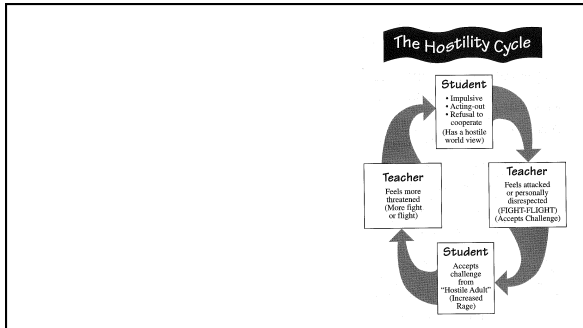 The Hostility Cycle
Student
• Impulsive
• Acting-out
• Refusal to
cooperate
(Has a hostile
world view)
Teacher
Feels attacked
or personally
disrespected
(FIGHT-FLIGHT)
(Accepts Challenge)
Student
Accepts
challenge
from
"Hostile Adult"
(Increased
Rage)
Teacher
Feels more
threatened
(More fight
or flight)